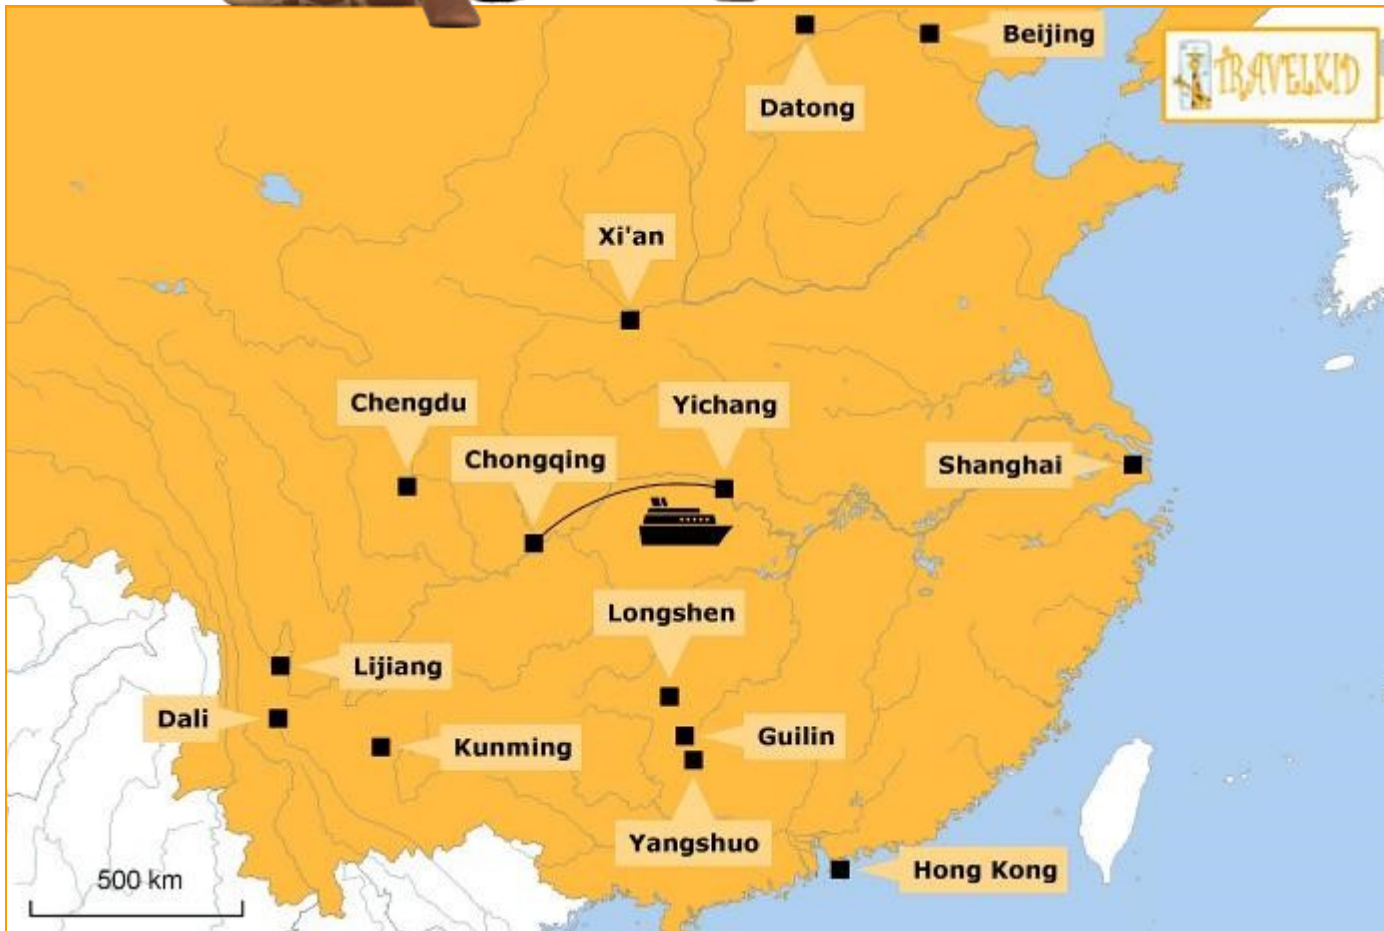 Beijing
TRAVELKID
Datong
Xi'an
Chengdu
Yichang
Chongqing
Shanghai
Longshen
Lijiang
Dali
Guilin
Kunming
Yangshuo
Hong Kong
500 km